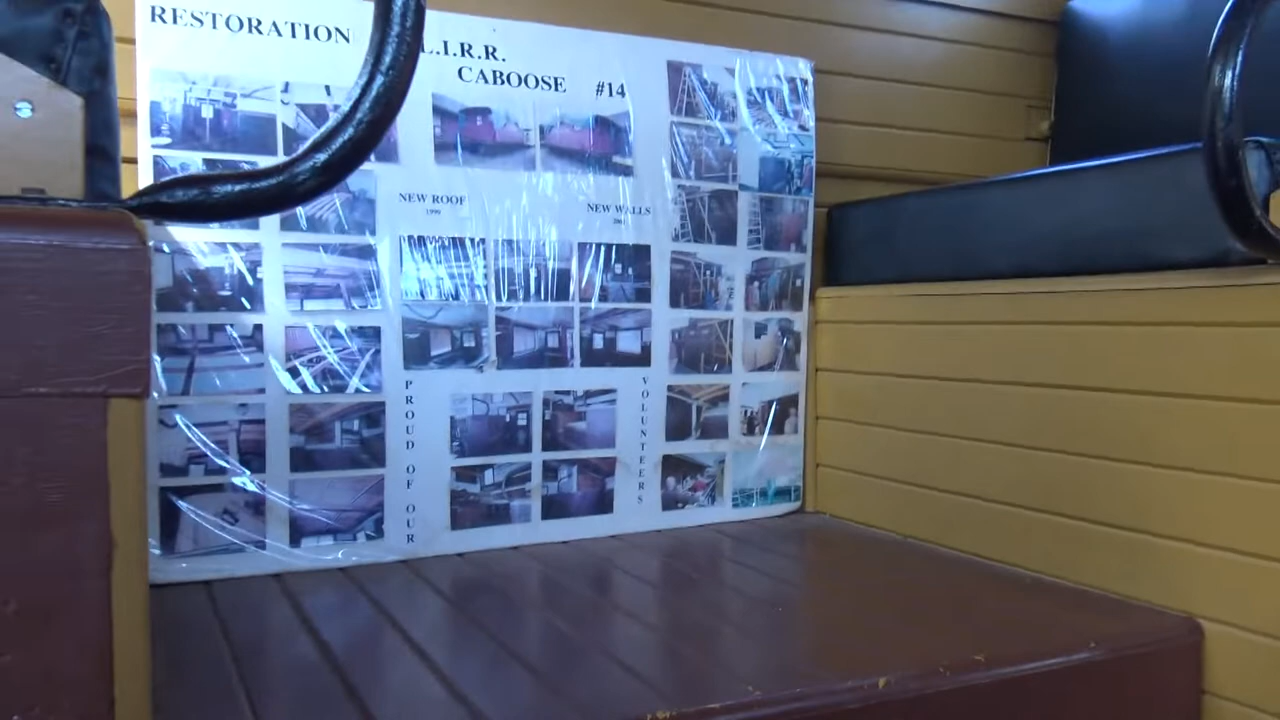 RESTORATION L.I.R.R.
CABOOSE #14
NEW ROOF
1999
NEW WALLS
PROUD OF OUR
VOLUNTEERS